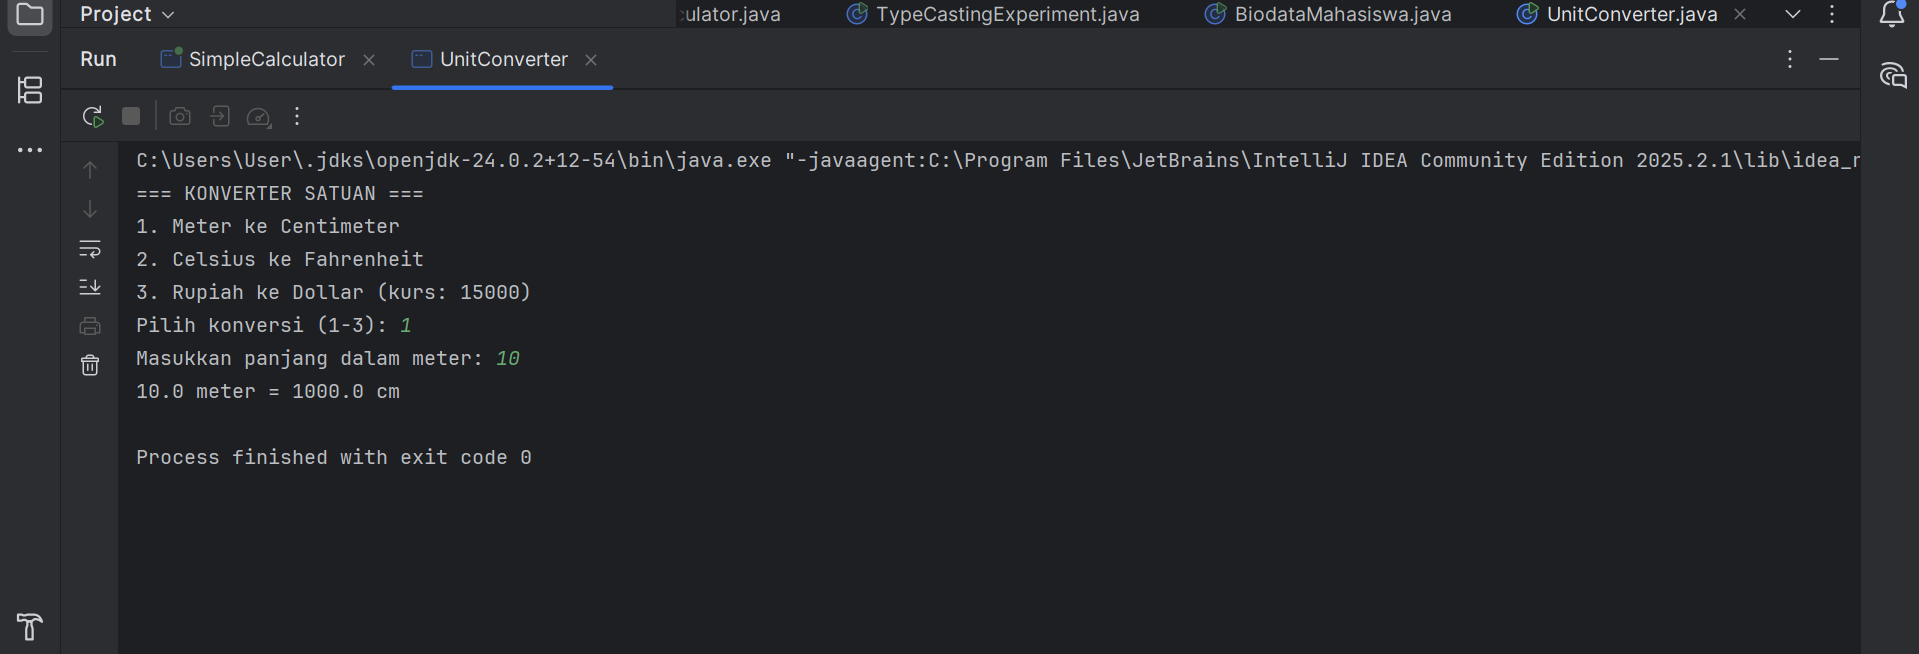 Project
ulator.java TypeCastingExperiment.java BiodataMahasiswa.java UnitConverter.java
Run SimpleCalculator UnitConverter
C:\Users\User\.jdks\openjdk-24.0.2+12-54\bin\java.exe "-javaagent:C:\Program Files\JetBrains\IntelliJ IDEA Community Edition 2025.2.1\lib\idea_r
=== KONVERTER SATUAN ===
1. Meter ke Centimeter
2. Celsius ke Fahrenheit
3. Rupiah ke Dollar (kurs: 15000)
Pilih konversi (1-3): 1
Masukkan panjang dalam meter: 10
10.0 meter = 1000.0 cm
Process finished with exit code 0